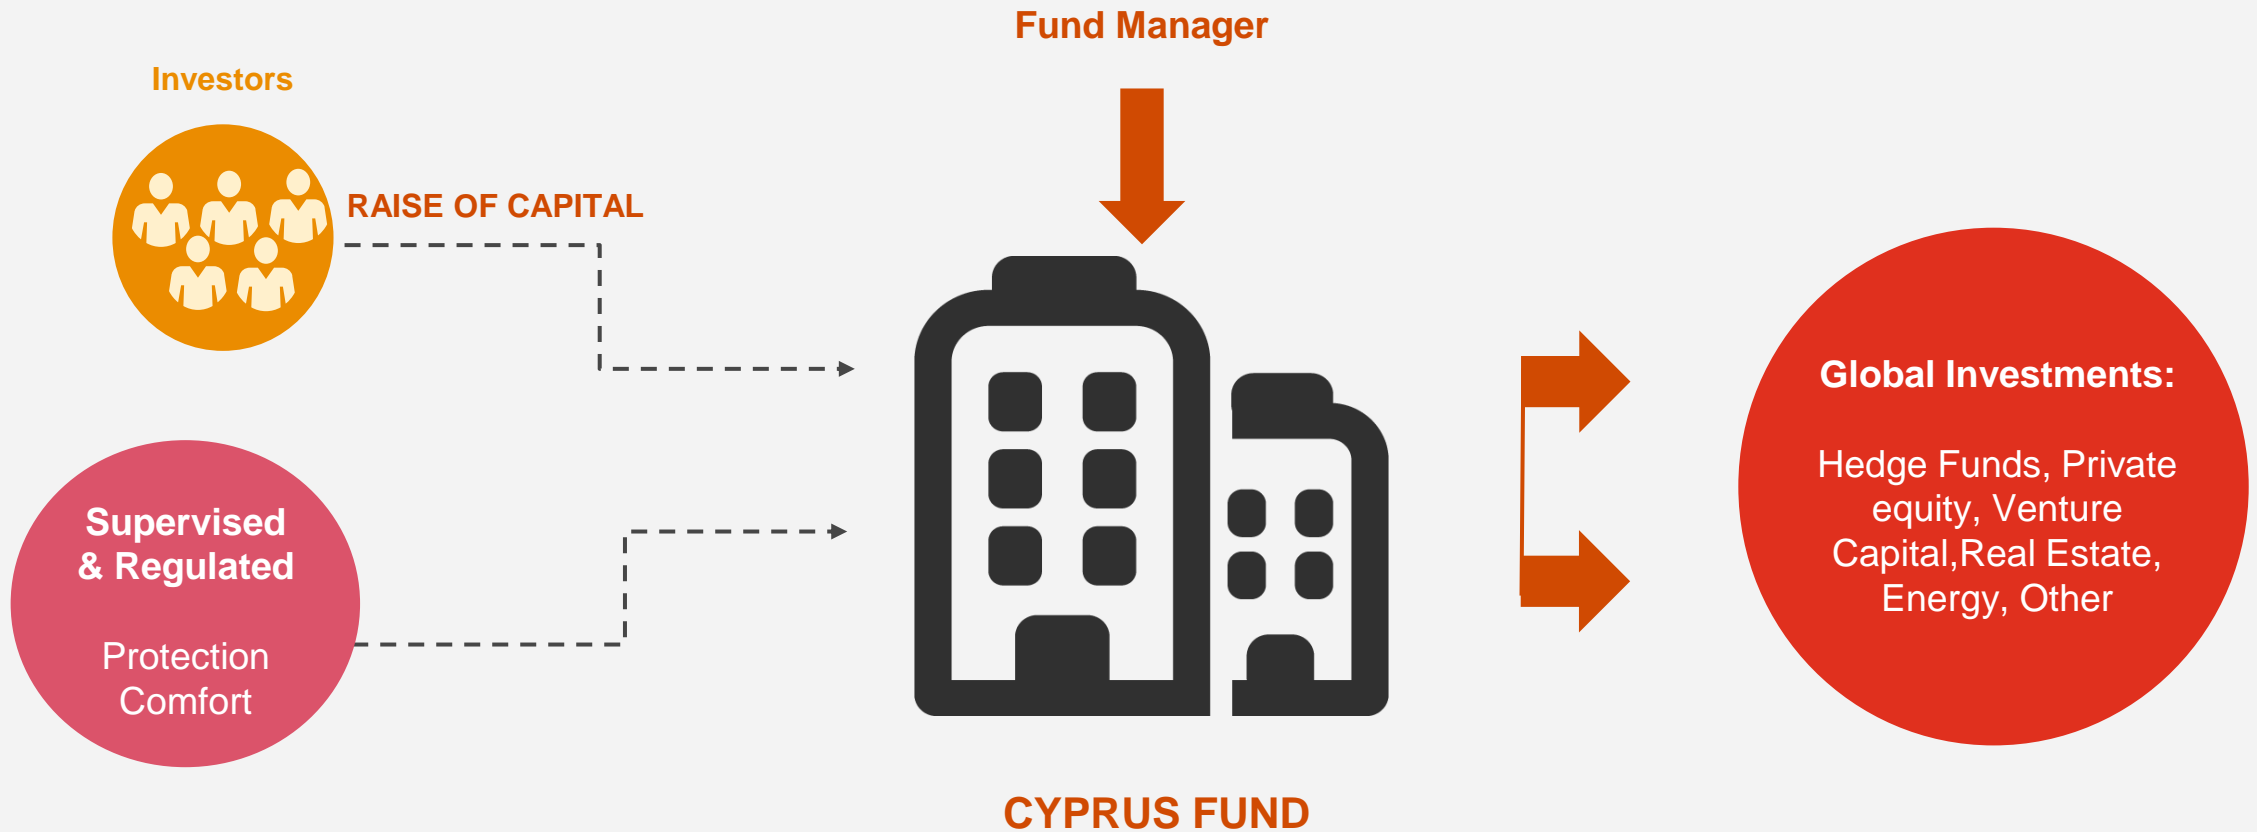 Fund Manager
Investors
RAISE OF CAPITAL
Supervised
& Regulated
Protection
Comfort
Global Investments:
Hedge Funds, Private
equity, Venture
Capital,Real Estate,
Energy, Other
CYPRUS FUND